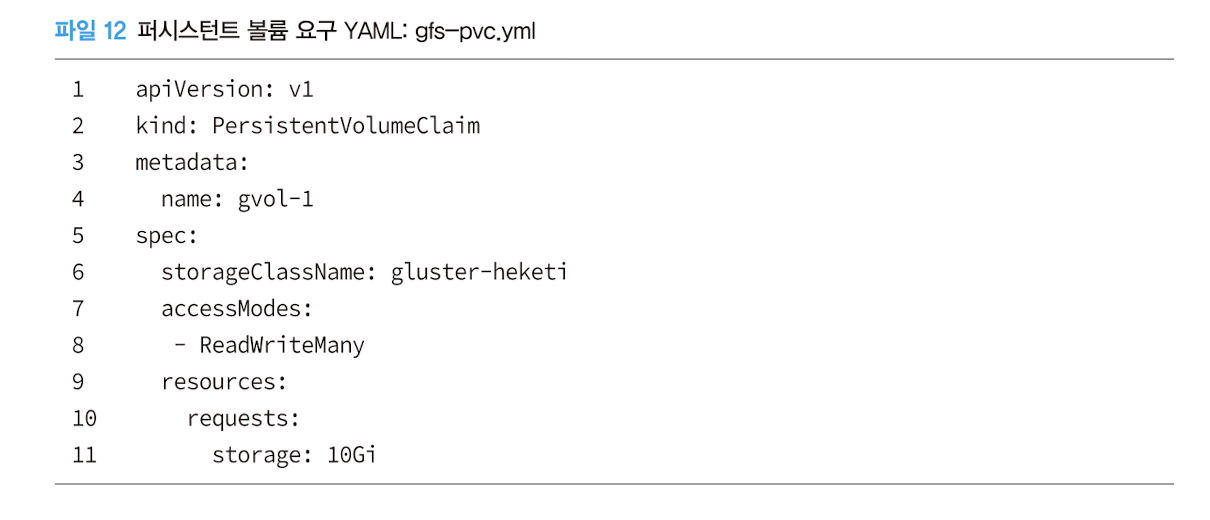 파일 12 퍼시스턴트 볼륨 요구 YAML: gfs-pvc.yml
1 apiVersion: v1
2 kind: PersistentVolumeClaim
3 metadata:
4   name: gvol-1
5 spec:
6   storageClassName: gluster-heketi
7   accessModes:
8    - ReadWriteMany
9   resources:
10     requests:
11       storage: 10Gi